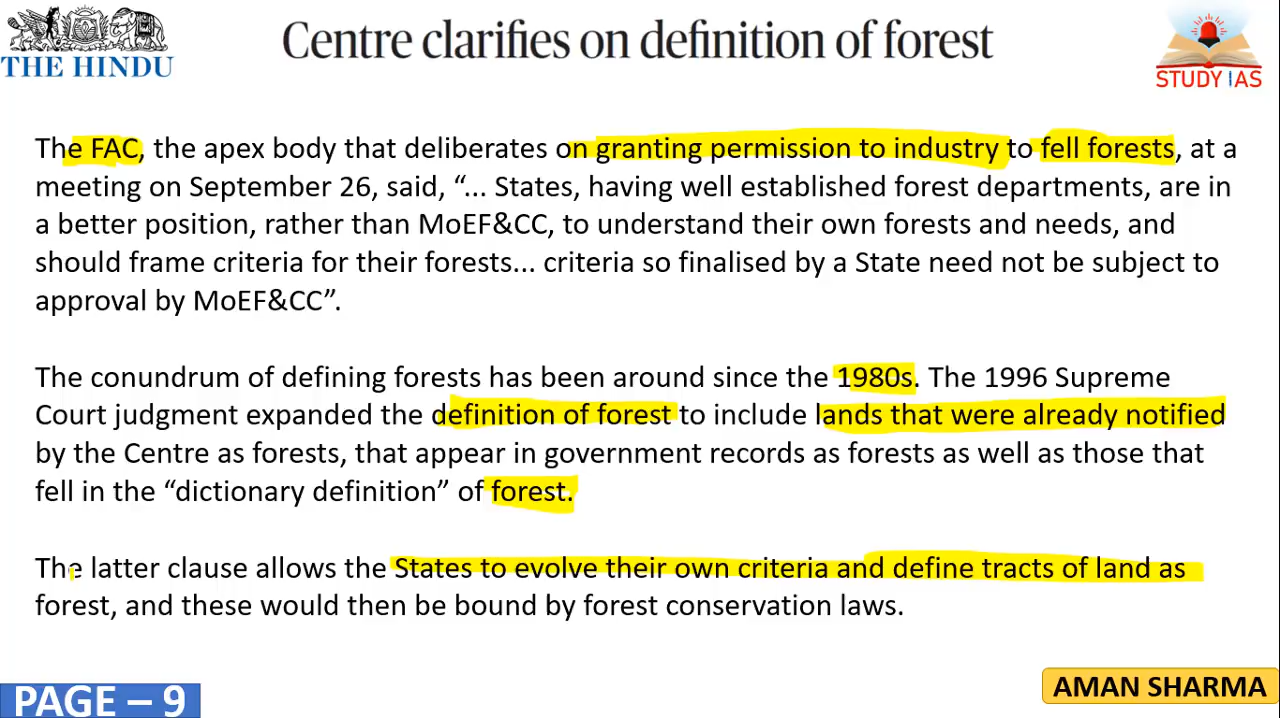 THE HINDU
Centre clarifies on definition of forest
STUDY IAS
The FAC, the apex body that deliberates on granting permission to industry to fell forests, at a
meeting on September 26, said, “... States, having well established forest departments, are in
a better position, rather than MoEF&CC, to understand their own forests and needs, and
should frame criteria for their forests... criteria so finalised by a State need not be subject to
approval by MoEF&CC”.
The conundrum of defining forests has been around since the 1980s. The 1996 Supreme
Court judgment expanded the definition of forest to include lands that were already notified
by the Centre as forests, that appear in government records as forests as well as those that
fell in the “dictionary definition” of forest.
The latter clause allows the States to evolve their own criteria and define tracts of land as
forest, and these would then be bound by forest conservation laws.
PAGE – 9
AMAN SHARMA